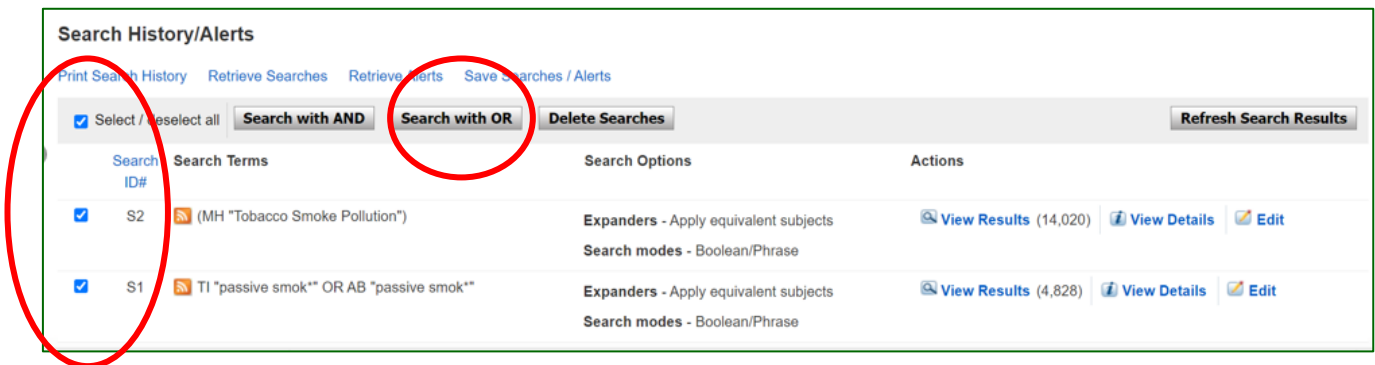 Search History/Alerts
Print Search History Retrieve Searches Retrieve Alerts Save Searches / Alerts
Select / deselect all Search with AND Search with OR Delete Searches Refresh Search Results
Search ID# Search Terms Search Options Actions
S2 (MH "Tobacco Smoke Pollution") Expanders - Apply equivalent subjects View Results (14,020) View Details Edit
Search modes - Boolean/Phrase
S1 TI "passive smok*" OR AB "passive smok*" Expanders - Apply equivalent subjects View Results (4,828) View Details Edit
Search modes - Boolean/Phrase